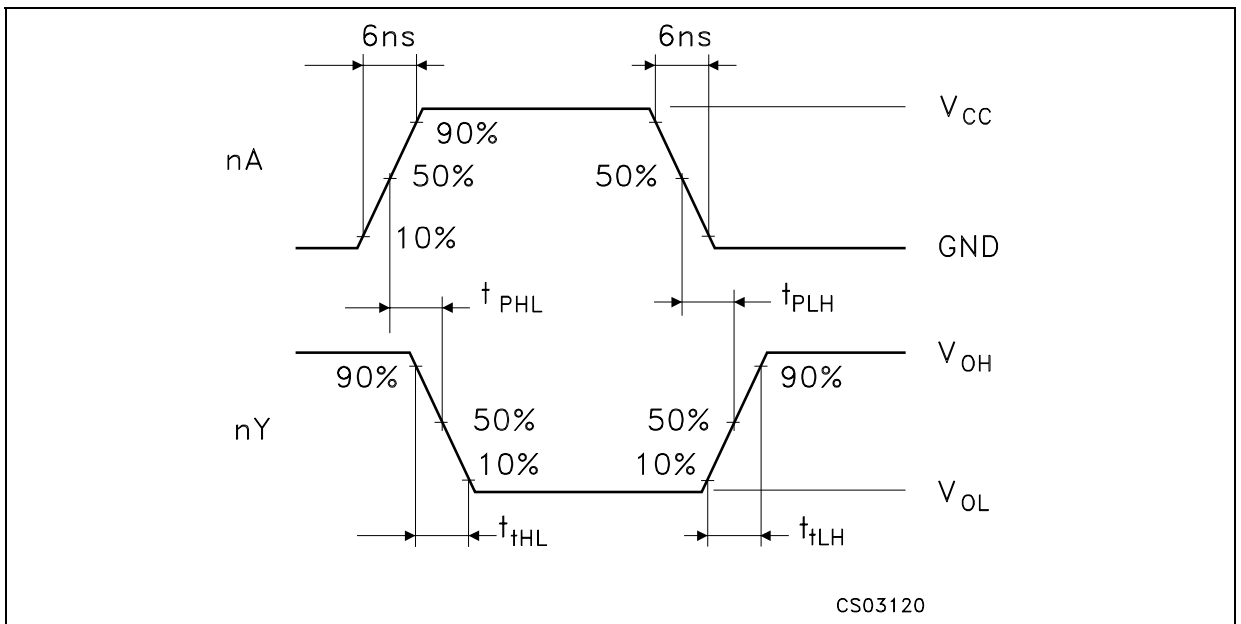 6ns 6ns
V_CC
90%
nA
50% 50%
10%
GND
t_PHL t_PLH
V_OH
90% 90%
50% 50%
nY
10% 10%
V_OL
t_tHL t_tLH
CS03120